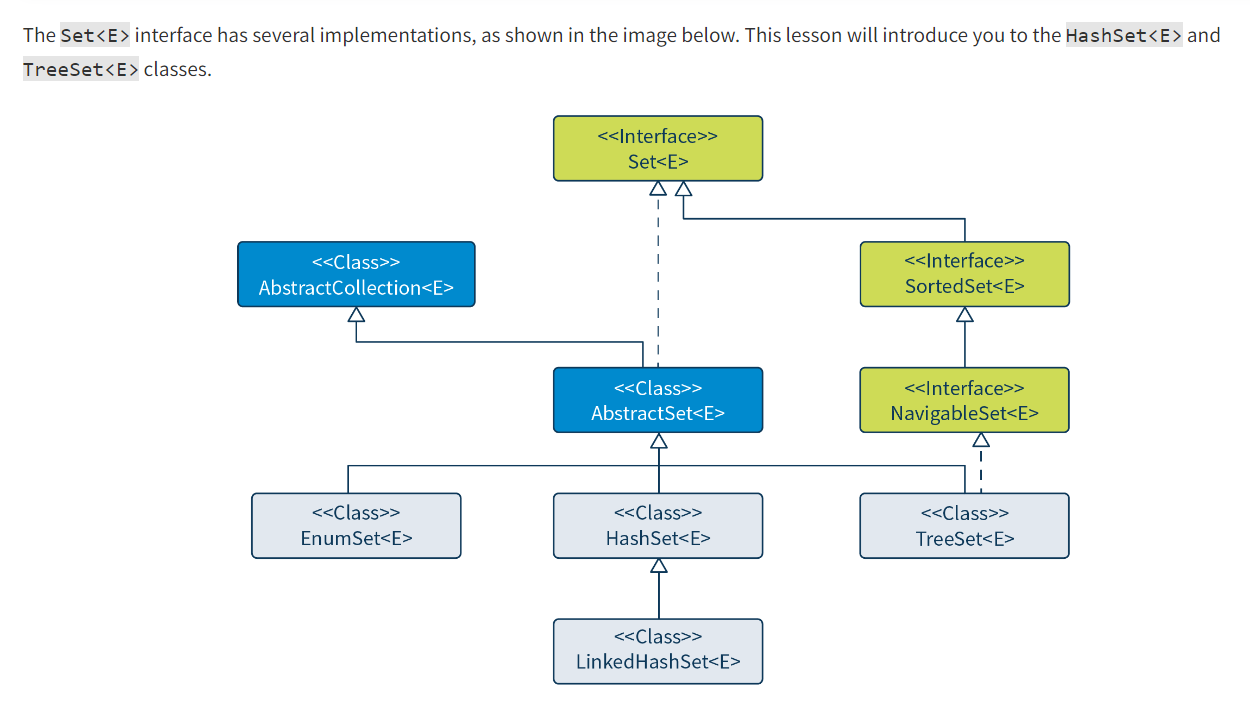 The Set<E> interface has several implementations, as shown in the image below. This lesson will introduce you to the HashSet<E> and
TreeSet<E> classes.
<<Interface>>
Set<E>
<<Class>>
AbstractCollection<E>
<<Interface>>
SortedSet<E>
<<Class>>
AbstractSet<E>
<<Interface>>
NavigableSet<E>
<<Class>>
EnumSet<E>
<<Class>>
HashSet<E>
<<Class>>
TreeSet<E>
<<Class>>
LinkedHashSet<E>